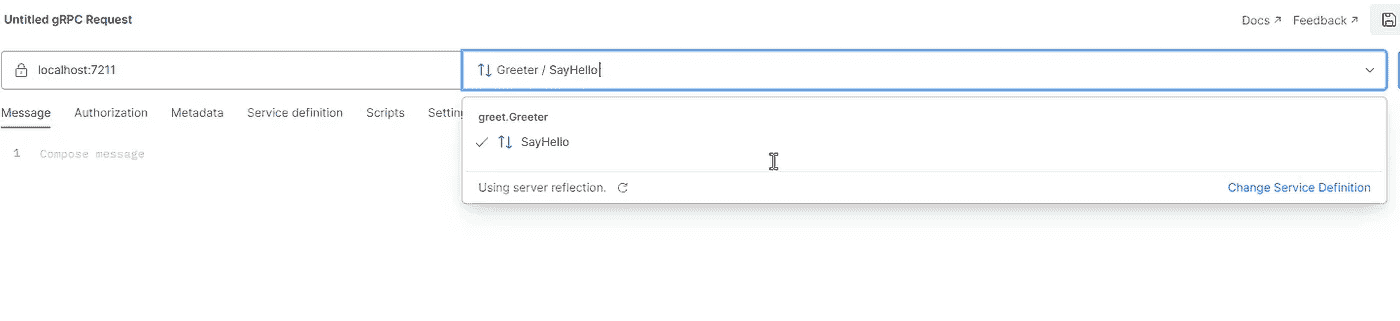 Untitled gRPC Request
Docs ↗ Feedback ↗
localhost:7211
Greeter / SayHello
Message Authorization Metadata Service definition Scripts
greet.Greeter
1 Compose message
SayHello
Using server reflection. Change Service Definition